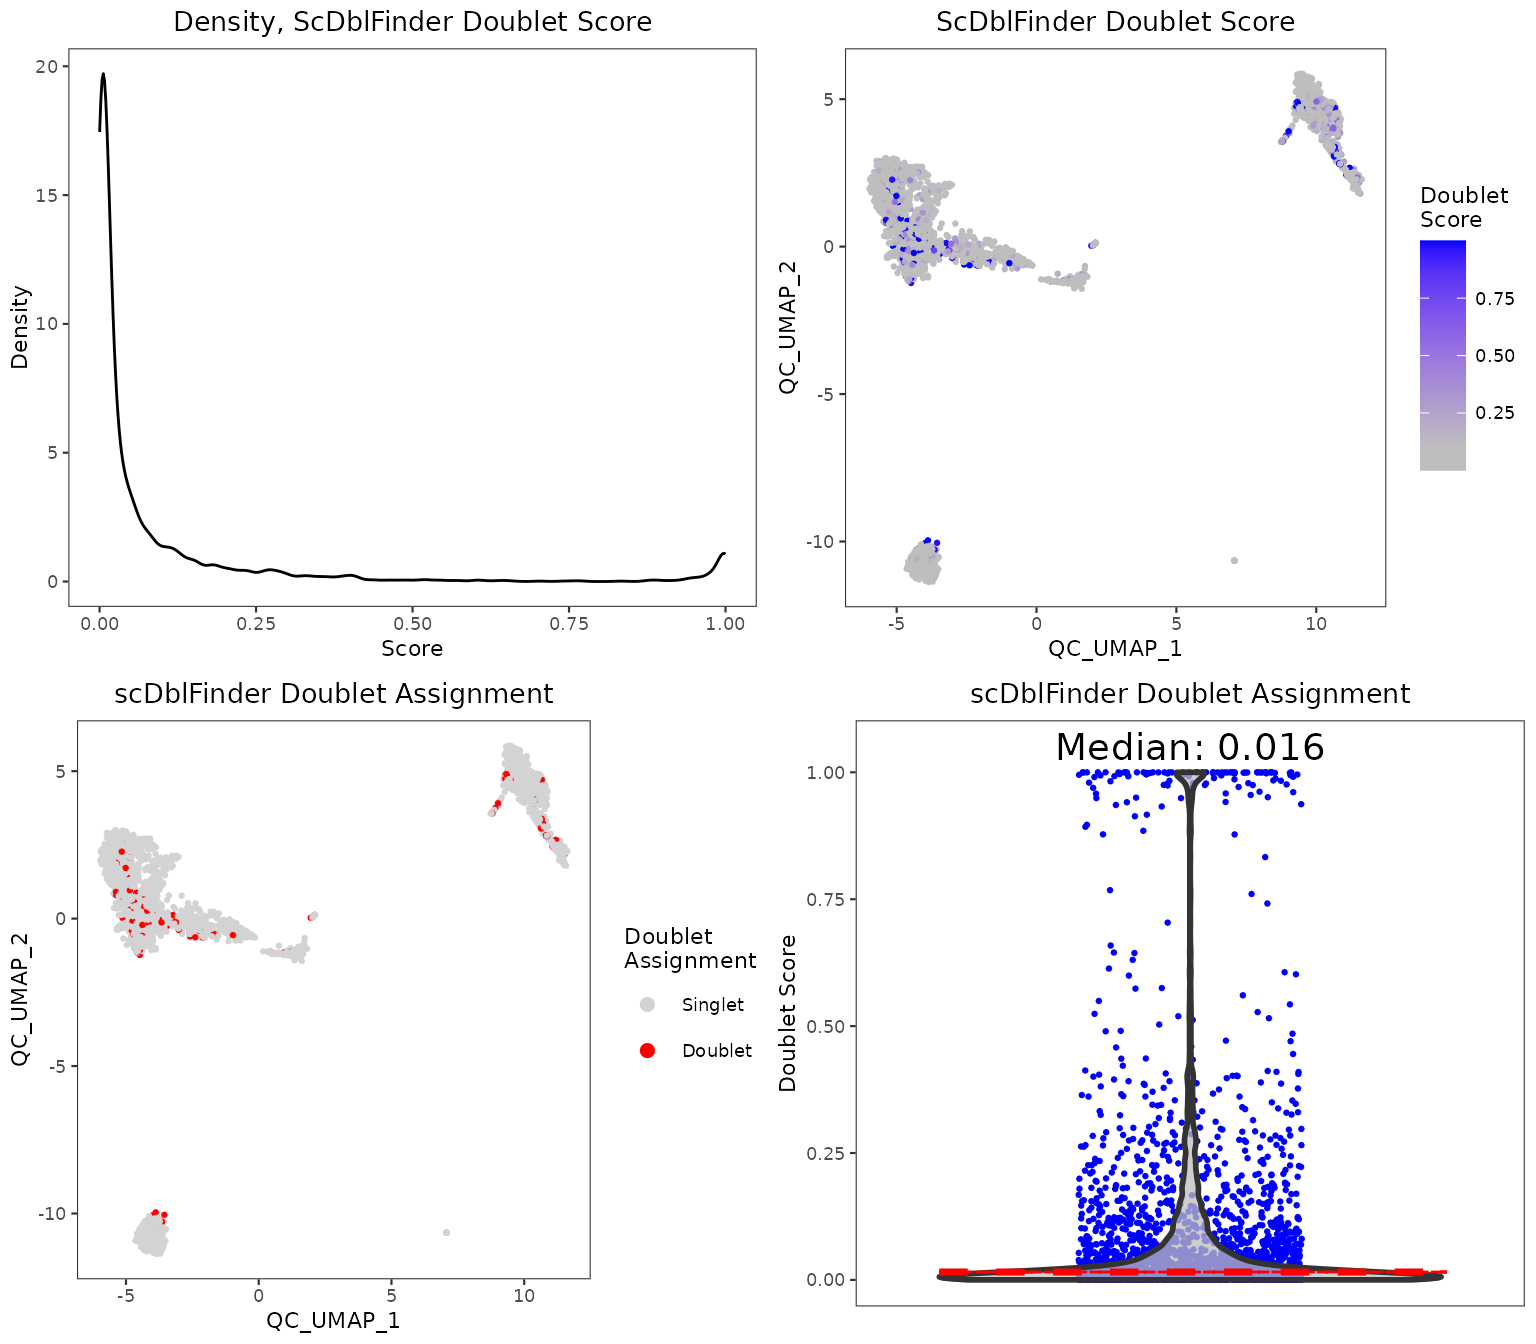 Density, ScDblFinder Doublet Score
20
15
10
5
0
Density
0.00 0.25 0.50 0.75 1.00
Score
ScDblFinder Doublet Score
5
0
-5
-10
QC_UMAP_2
-5 0 5 10
QC_UMAP_1
Doublet
Score
0.75
0.50
0.25
scDblFinder Doublet Assignment
5
0
-5
-10
QC_UMAP_2
-5 0 5 10
QC_UMAP_1
Doublet
Assignment
Singlet
Doublet
scDblFinder Doublet Assignment
Median: 0.016
1.00
0.75
0.50
0.25
0.00
Doublet Score